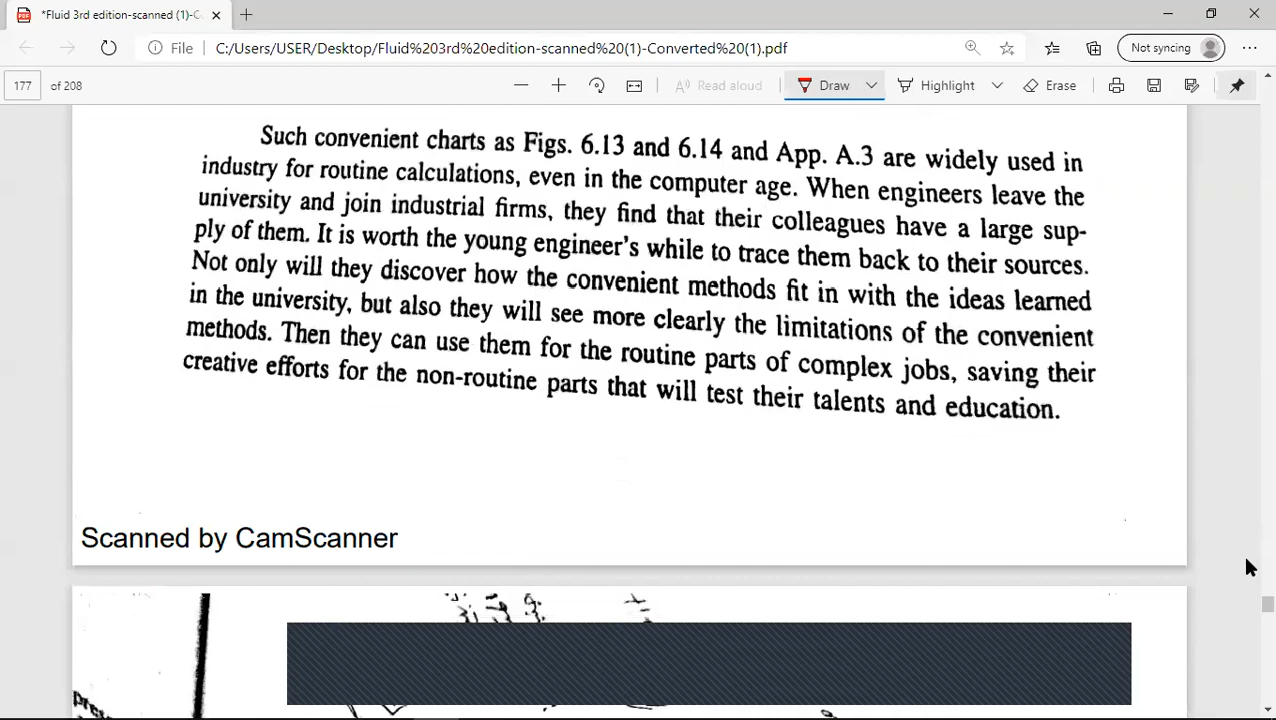 *Fluid 3rd edition-scanned (1)-C
File C:/Users/USER/Desktop/Fluid%203rd%20edition-scanned%20(1)-Converted%20(1).pdf
Not syncing
177 of 208
Read aloud
Draw
Highlight
Erase
Such convenient charts as Figs. 6.13 and 6.14 and App. A.3 are widely used in
industry for routine calculations, even in the computer age. When engineers leave the
university and join industrial firms, they find that their colleagues have a large sup-
ply of them. It is worth the young engineer's while to trace them back to their sources.
Not only will they discover how the convenient methods fit in with the ideas learned
in the university, but also they will see more clearly the limitations of the convenient
methods. Then they can use them for the routine parts of complex jobs, saving their
creative efforts for the non-routine parts that will test their talents and education.
Scanned by CamScanner